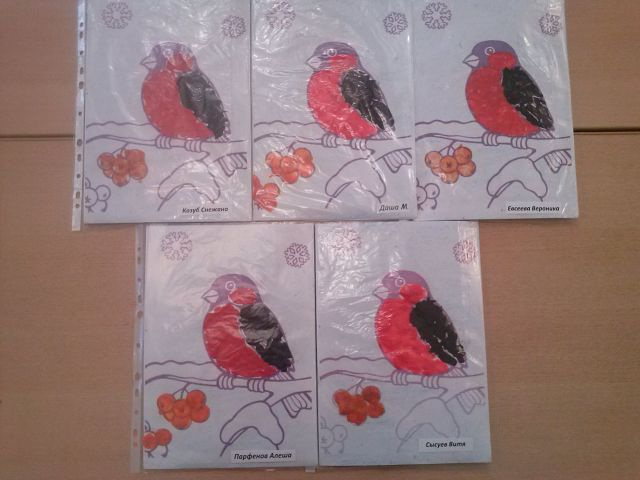 Козуб Снежана
Даша М.
Евсеева Вероника
Парфенов Алеша
Сысуев Витя